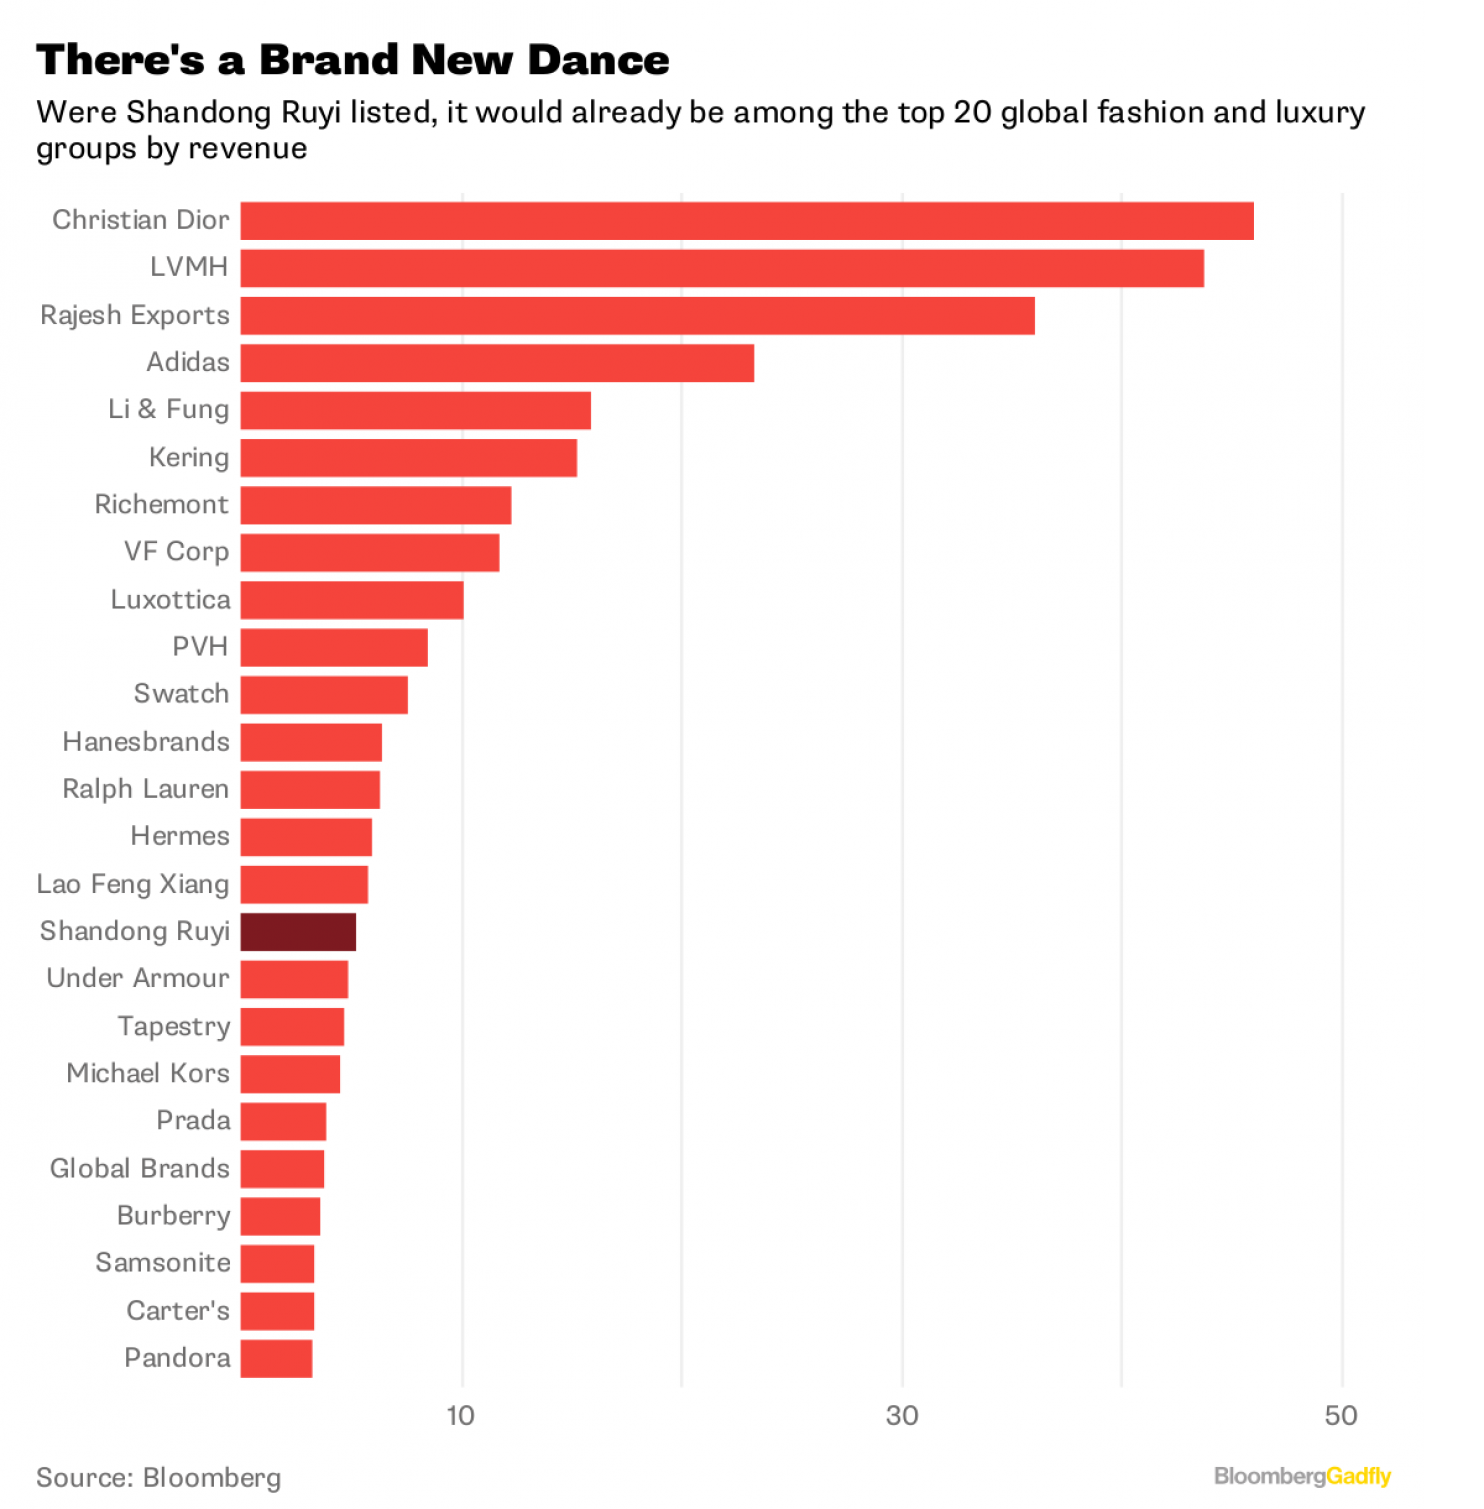 There's a Brand New Dance
Were Shandong Ruyi listed, it would already be among the top 20 global fashion and luxury
groups by revenue
Christian Dior
LVMH
Rajesh Exports
Adidas
Li & Fung
Kering
Richemont
VF Corp
Luxottica
PVH
Swatch
Hanesbrands
Ralph Lauren
Hermes
Lao Feng Xiang
Shandong Ruyi
Under Armour
Tapestry
Michael Kors
Prada
Global Brands
Burberry
Samsonite
Carter's
Pandora
10 30 50
Source: Bloomberg BloombergGadfly